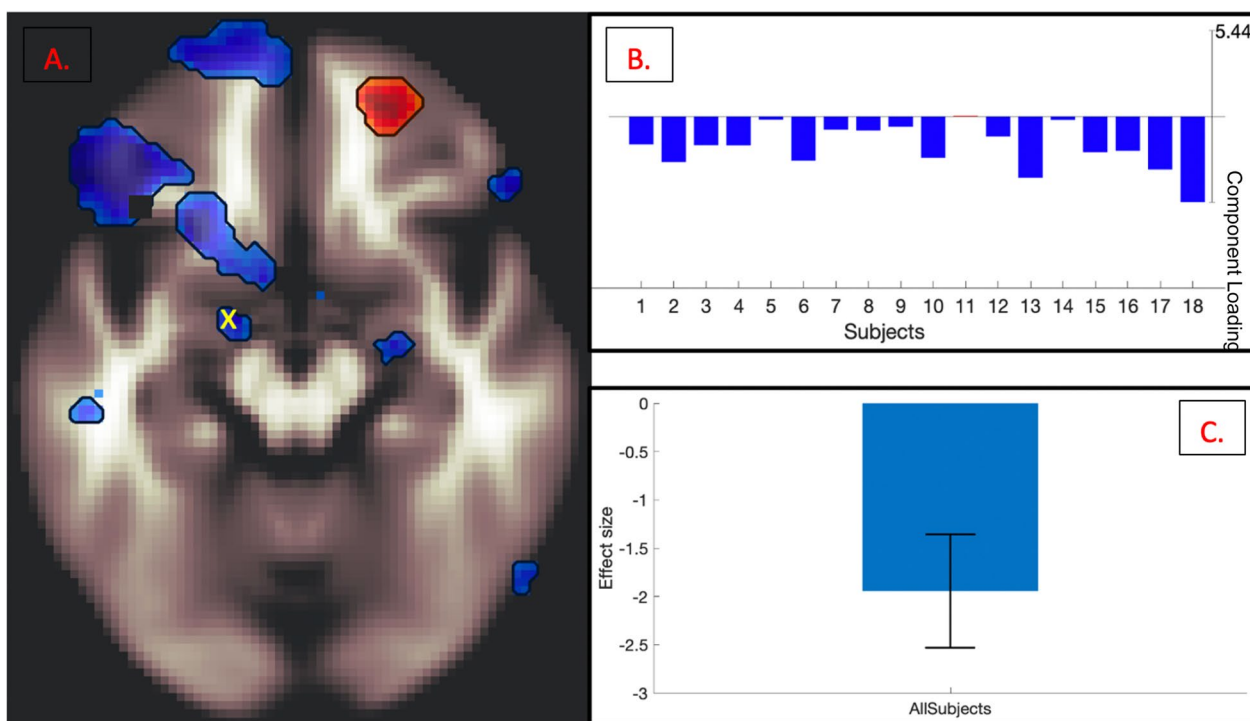 A.
X
B.
5.44
Component Loading
1 2 3 4 5 6 7 8 9 10 11 12 13 14 15 16 17 18
Subjects
C.
0
-0.5
-1
-1.5
-2
-2.5
-3
Effect size
AllSubjects